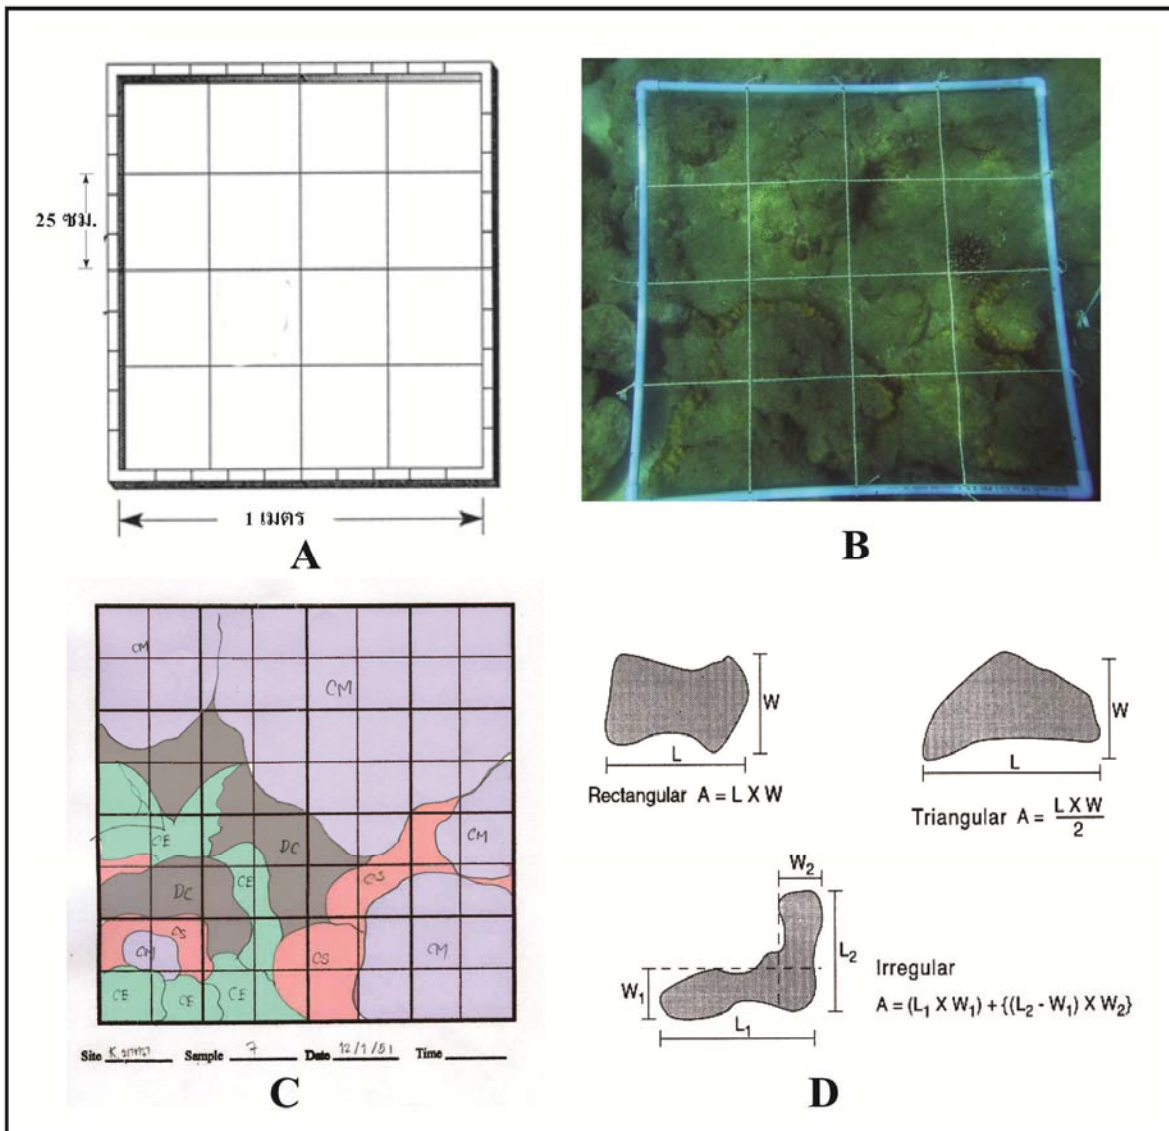 25 ซม.
1 เมตร
A
B
CM
CM
CE
DC
CE
CM
DC
CS
CS
CM
CS
CM
CE
CE
CE
Site
Sample 7 Date 12/1/51 Time
C
W
L
Rectangular A = L X W
W
L
Triangular A = L X W
2
W2
L2
W1
L1
Irregular
A = (L1 X W1) + {(L2 - W1) X W2}
D